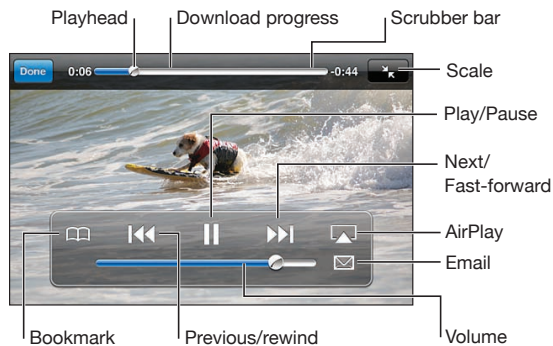 Playhead Download progress Scrubber bar
Done 0:06 -0:44
Scale
Play/Pause
Next/
Fast-forward
AirPlay
Email
Bookmark Previous/rewind Volume